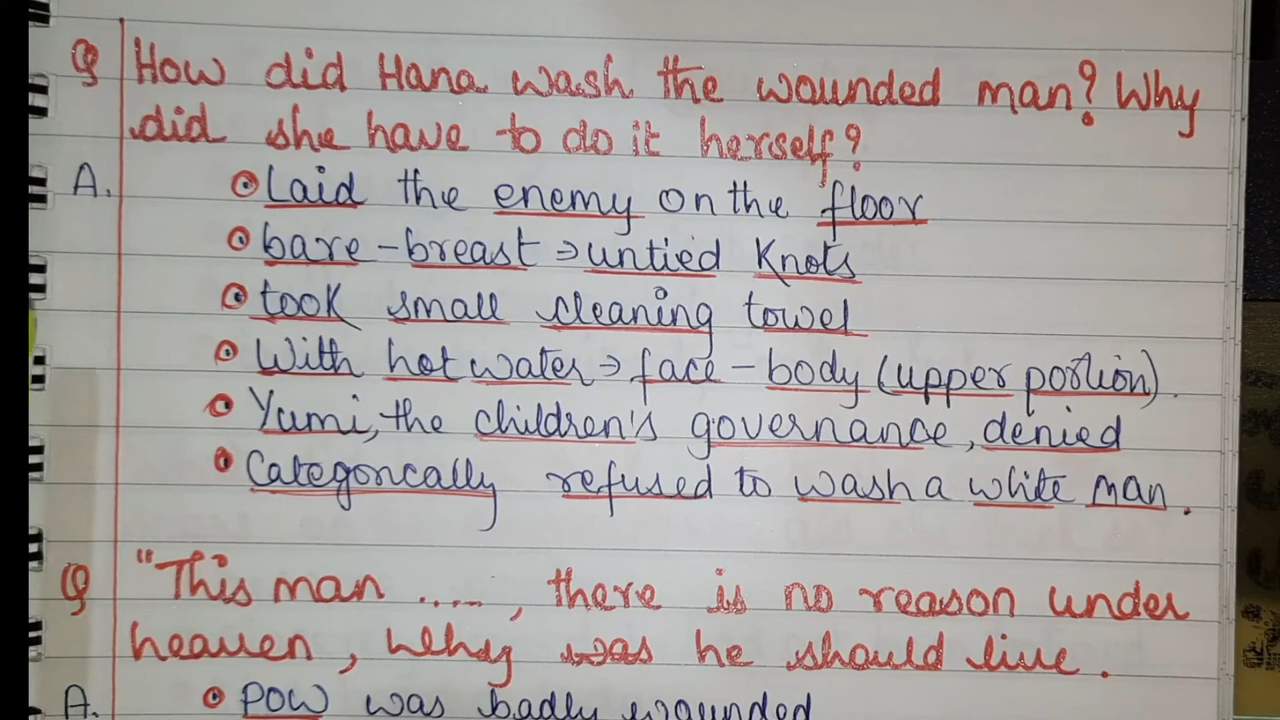 Q How did Hana wash the wounded man? Why
did she have to do it herself?
A. Laid the enemy on the floor
bare-breast → untied Knots
took small cleaning towel
With hot water → face - body (upper portion).
Yumi, the children's governance, denied
Categorically refused to wash a white man.
Q "This man ....., there is no reason under
heaven, why was he should live.
A. POW was badly wounded